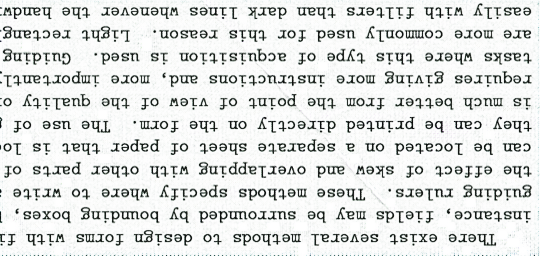 There exist several methods to design forms with fi
instance, fields may be surrounded by bounding boxes,
guiding rulers. These methods specify where to write
the effect of skew and overlapping with other parts of
can be located on a separate sheet of paper that is lo
they can be printed directly on the form. The use of
is much better from the point of view of the quality o
requires giving more instructions and, more importantl
tasks where this type of acquisition is used. Guiding
are more commonly used for this reason. Light rectang
easily with filters than dark lines whenever the handw